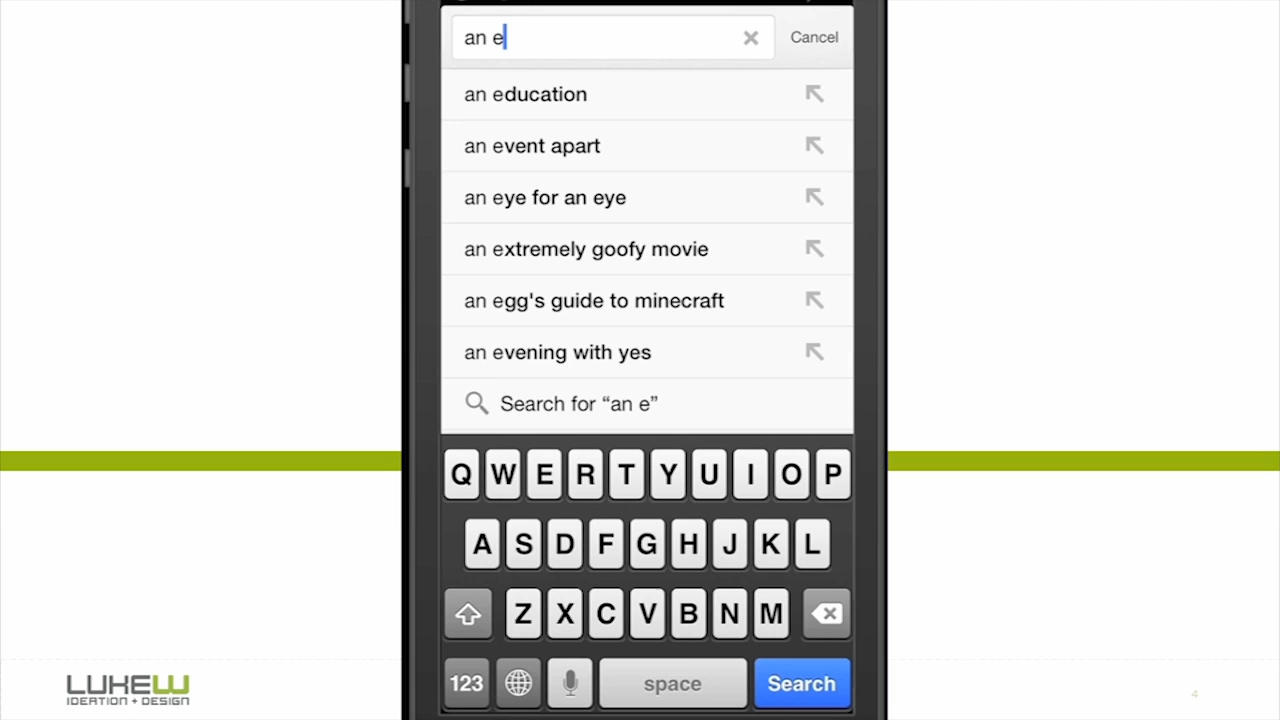 an e
Cancel
an education
an event apart
an eye for an eye
an extremely goofy movie
an egg's guide to minecraft
an evening with yes
Search for “an e”
Q W E R T Y U I O P
A S D F G H J K L
Z X C V B N M
123 space Search
LUKEW
IDEATION + DESIGN
4